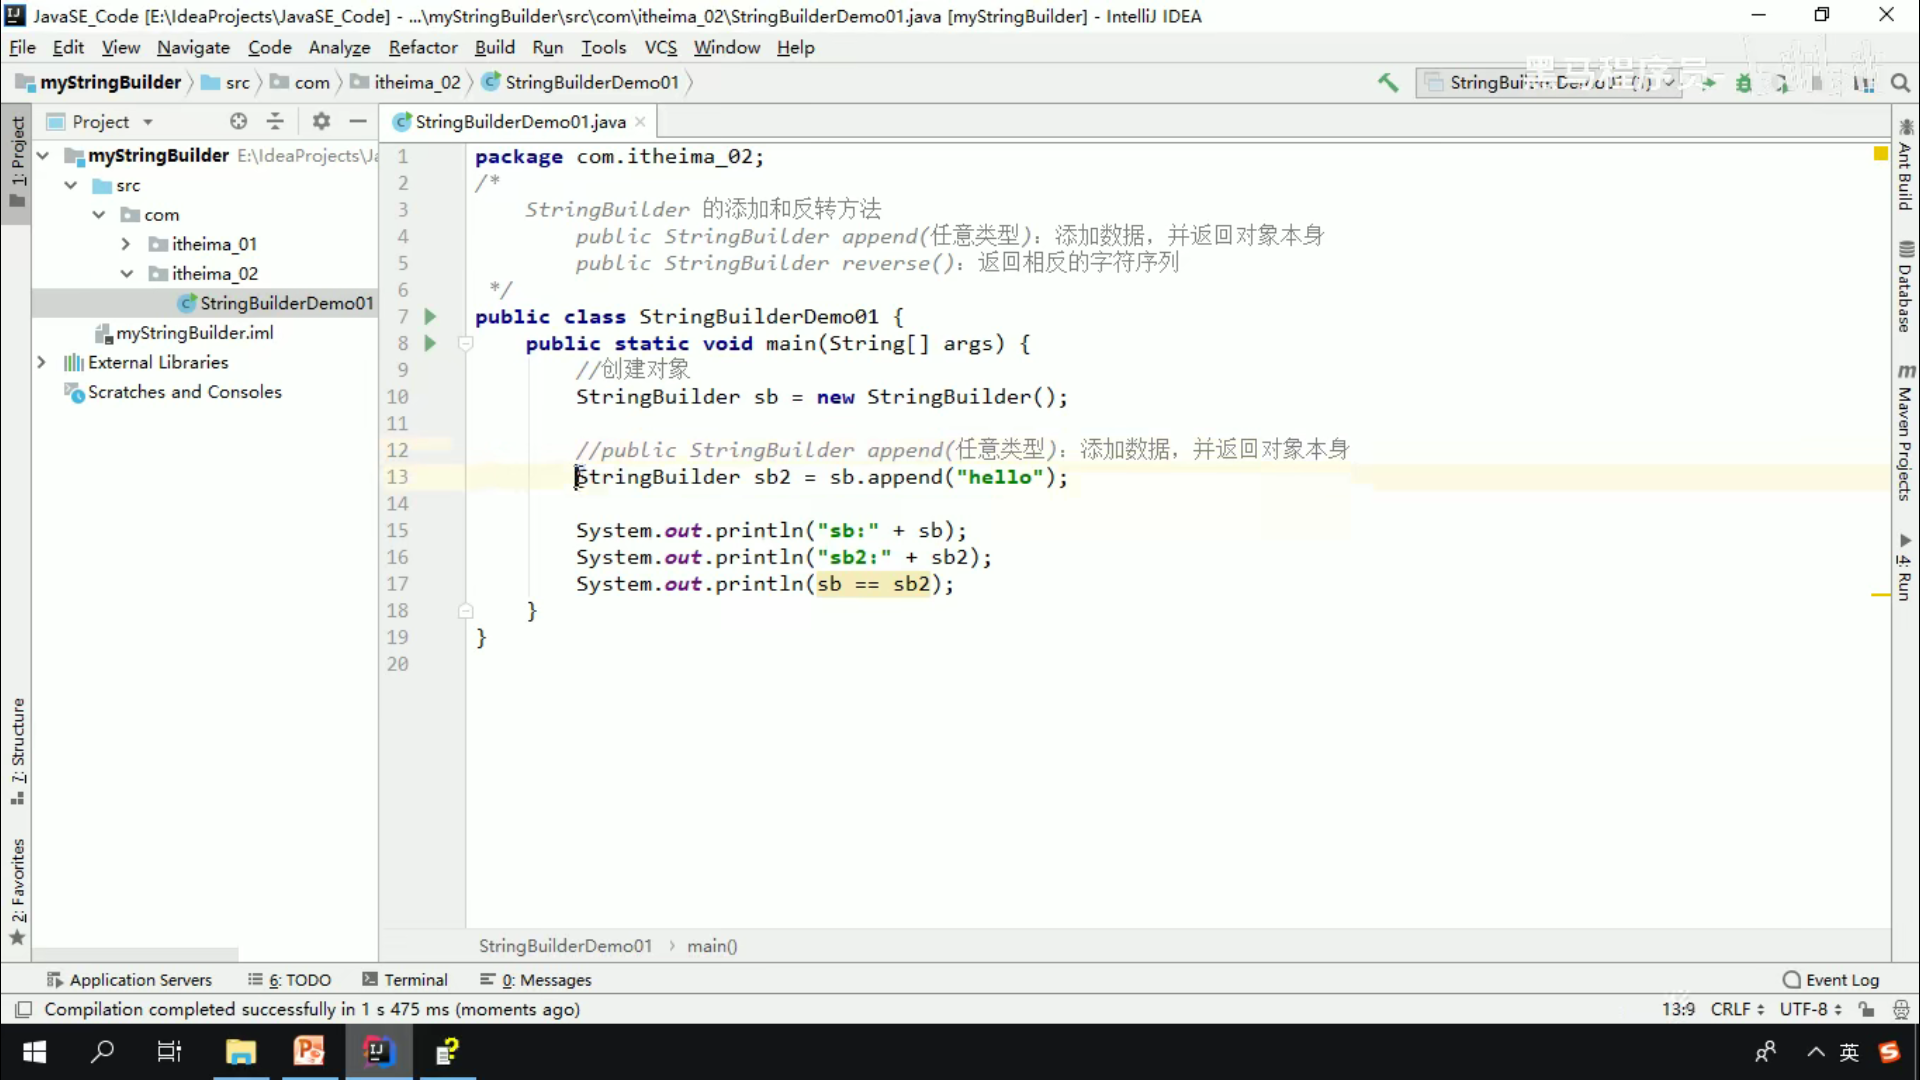 JavaSE_Code [E:\IdeaProjects\JavaSE_Code] - ...\myStringBuilder\src\com\itheima_02\StringBuilderDemo01.java [myStringBuilder] - IntelliJ IDEA
File Edit View Navigate Code Analyze Refactor Build Run Tools VCS Window Help
黑马程序员-
myStringBuilder src com itheima_02 StringBuilderDemo01
Project
StringBuilderDemo01.java
1: Project
myStringBuilder E:\IdeaProjects\Ja
src
com
itheima_01
itheima_02
StringBuilderDemo01
myStringBuilder.iml
External Libraries
Scratches and Consoles
1 package com.itheima_02;
2 /*
3 StringBuilder 的添加和反转方法
4 public StringBuilder append(任意类型): 添加数据, 并返回对象本身
5 public StringBuilder reverse(): 返回相反的字符序列
6 */
7 public class StringBuilderDemo01 {
8 public static void main(String[] args) {
9 //创建对象
10 StringBuilder sb = new StringBuilder();
11
12 //public StringBuilder append(任意类型): 添加数据, 并返回对象本身
13 StringBuilder sb2 = sb.append("hello");
14
15 System.out.println("sb:" + sb);
16 System.out.println("sb2:" + sb2);
17 System.out.println(sb == sb2);
18 }
19 }
20
Ant Build
Database
Maven Projects
4: Run
7: Structure
2: Favorites
StringBuilderDemo01 main()
Application Servers 6: TODO Terminal 0: Messages Event Log
Compilation completed successfully in 1 s 475 ms (moments ago) 13:9 CRLF UTF-8
英